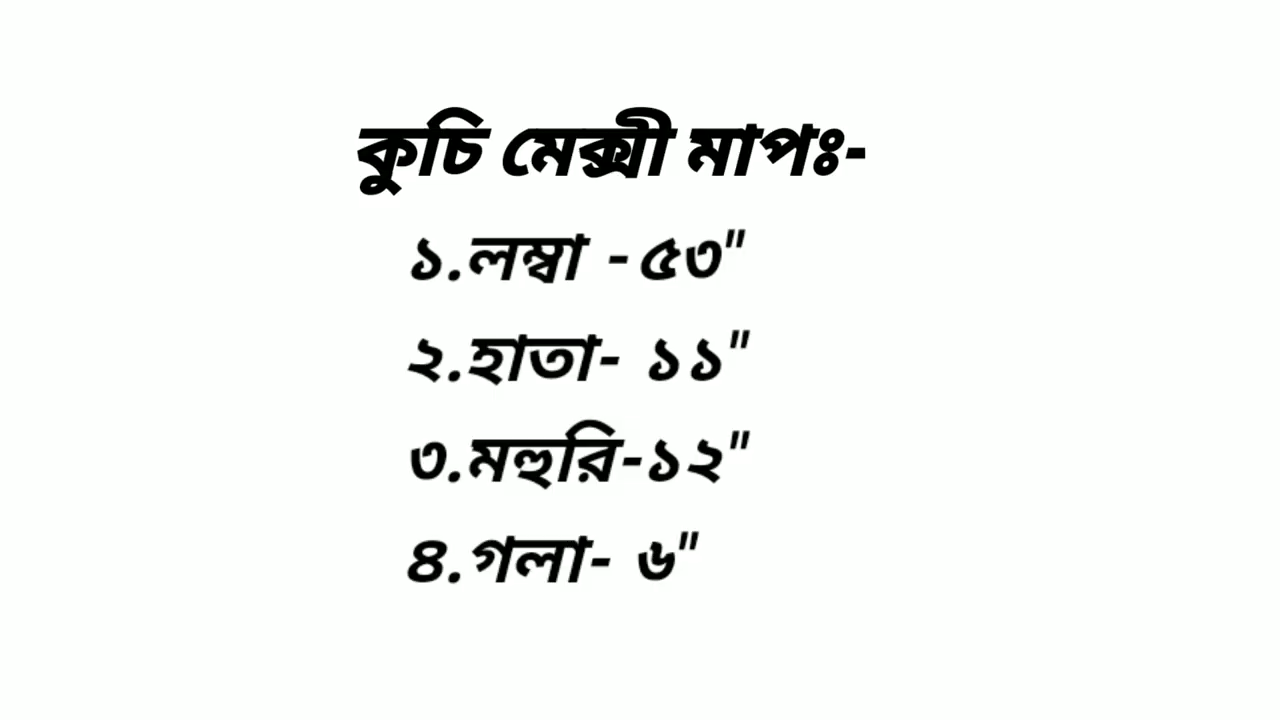 কুচি মেক্সী মাপঃ-
১.লম্বা -৫৩"
২.হাতা- ১১"
৩.মহুরি-১২"
৪.গলা- ৬"